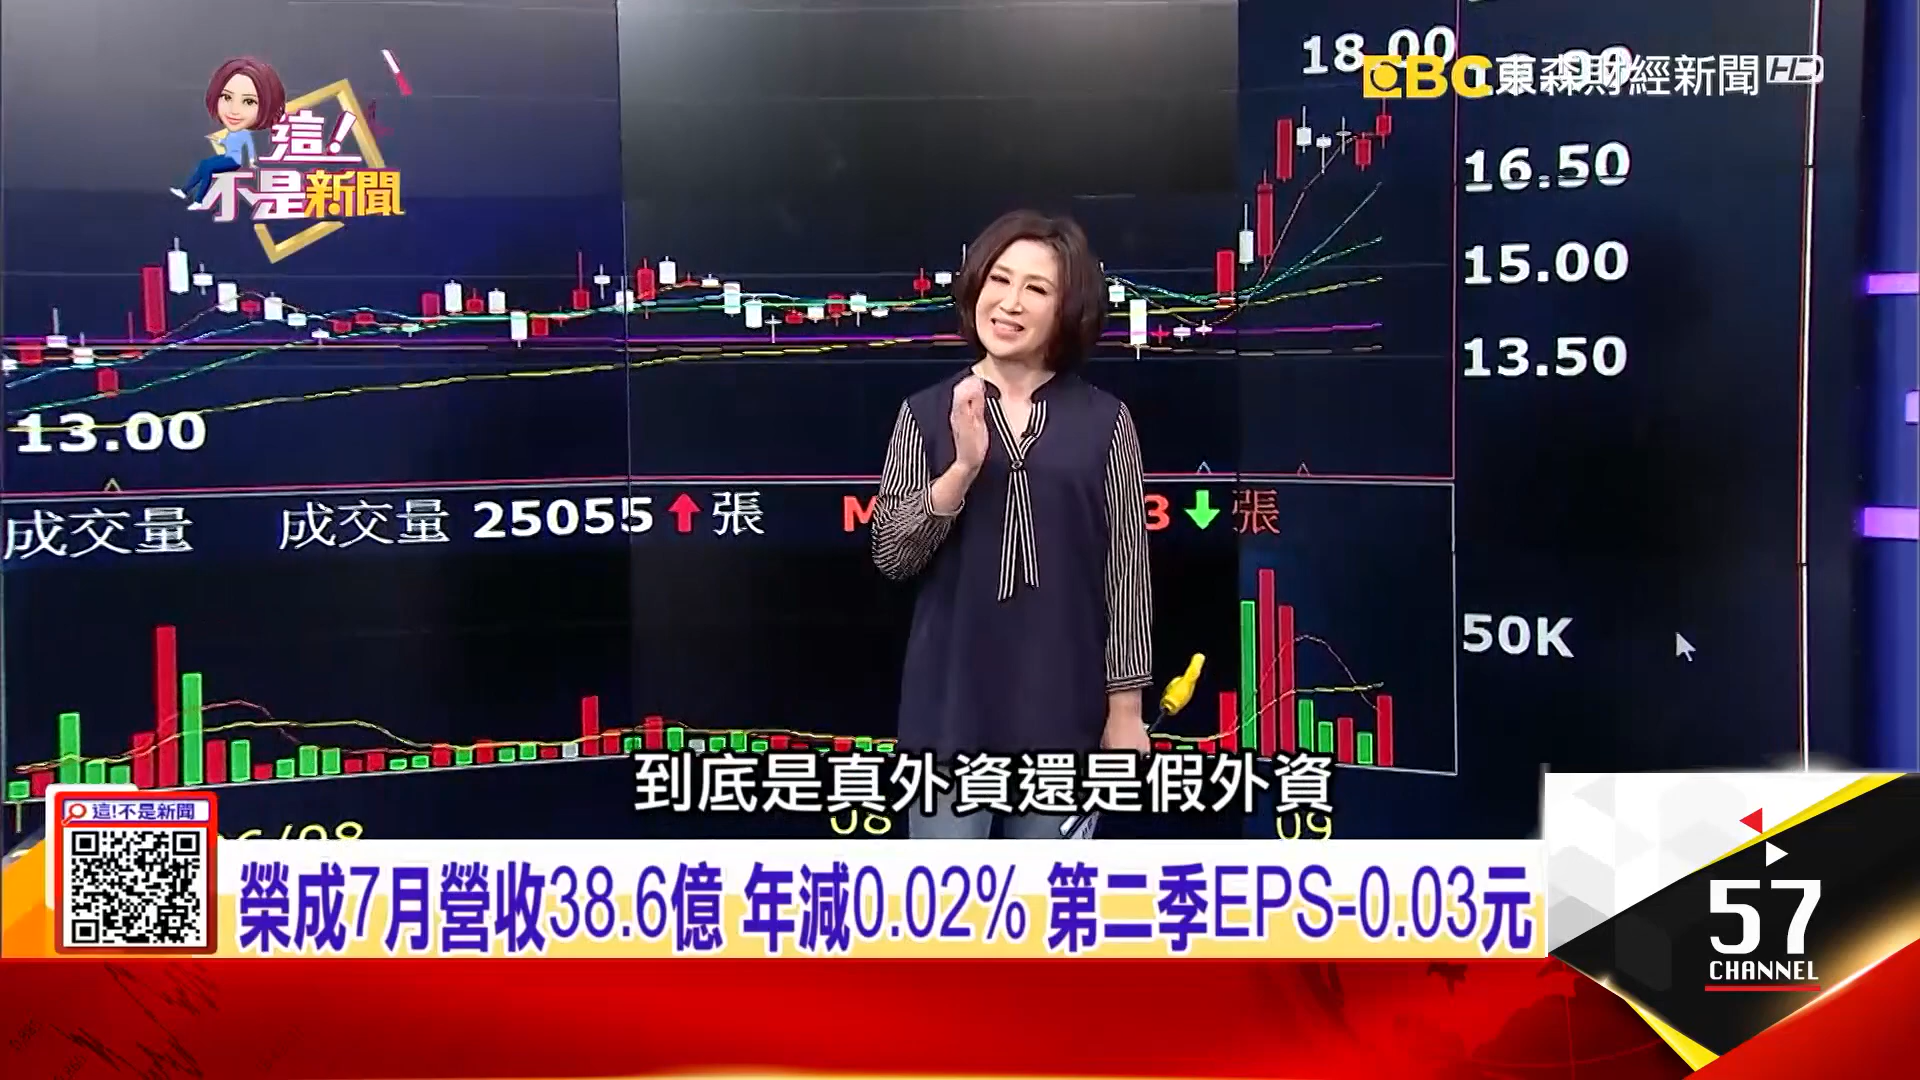 這!
不是新聞
EBC東森財經新聞HD
18.00
16.50
15.00
13.50
13.00
成交量 成交量 25055 張
3 張
50K
到底是真外資還是假外資
08
09
這!不是新聞
榮成7月營收38.6億 年減0.02% 第二季EPS-0.03元
57
CHANNEL